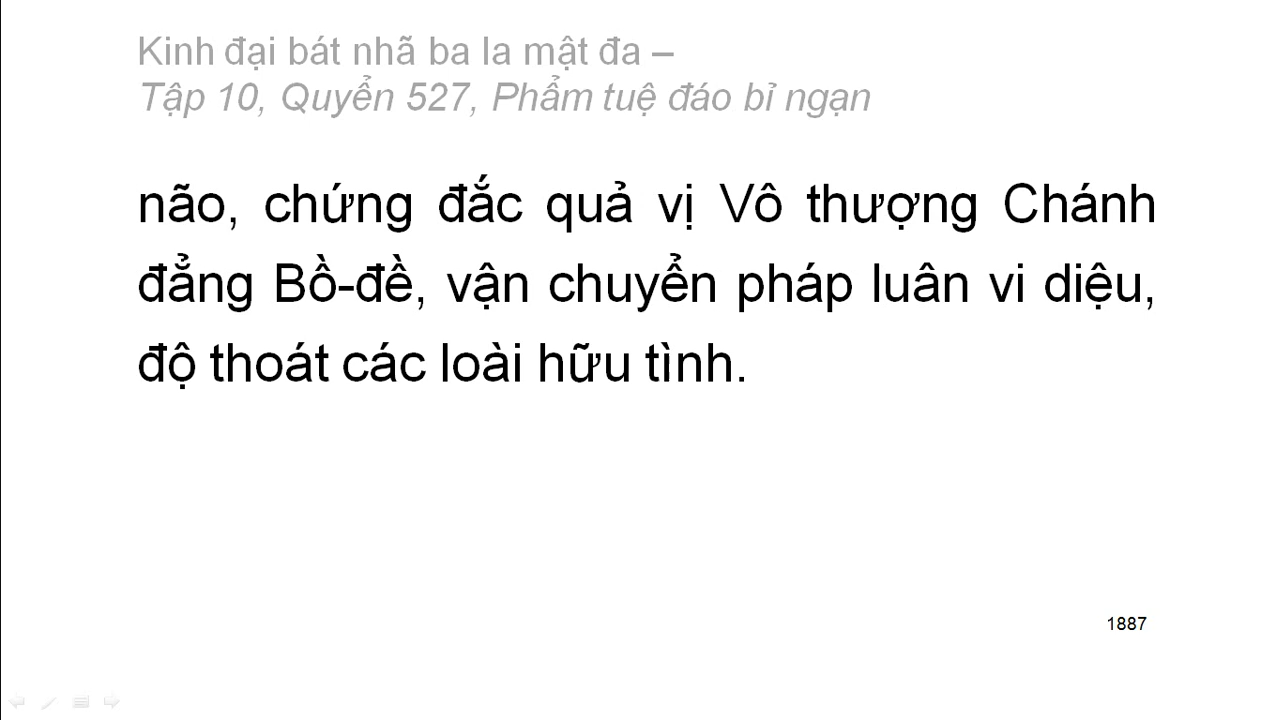 Kinh đại bát nhã ba la mật đa –
Tập 10, Quyển 527, Phẩm tuệ đáo bỉ ngạn
não, chứng đắc quả vị Vô thượng Chánh
đẳng Bồ-đề, vận chuyển pháp luân vi diệu,
độ thoát các loài hữu tình.
1887